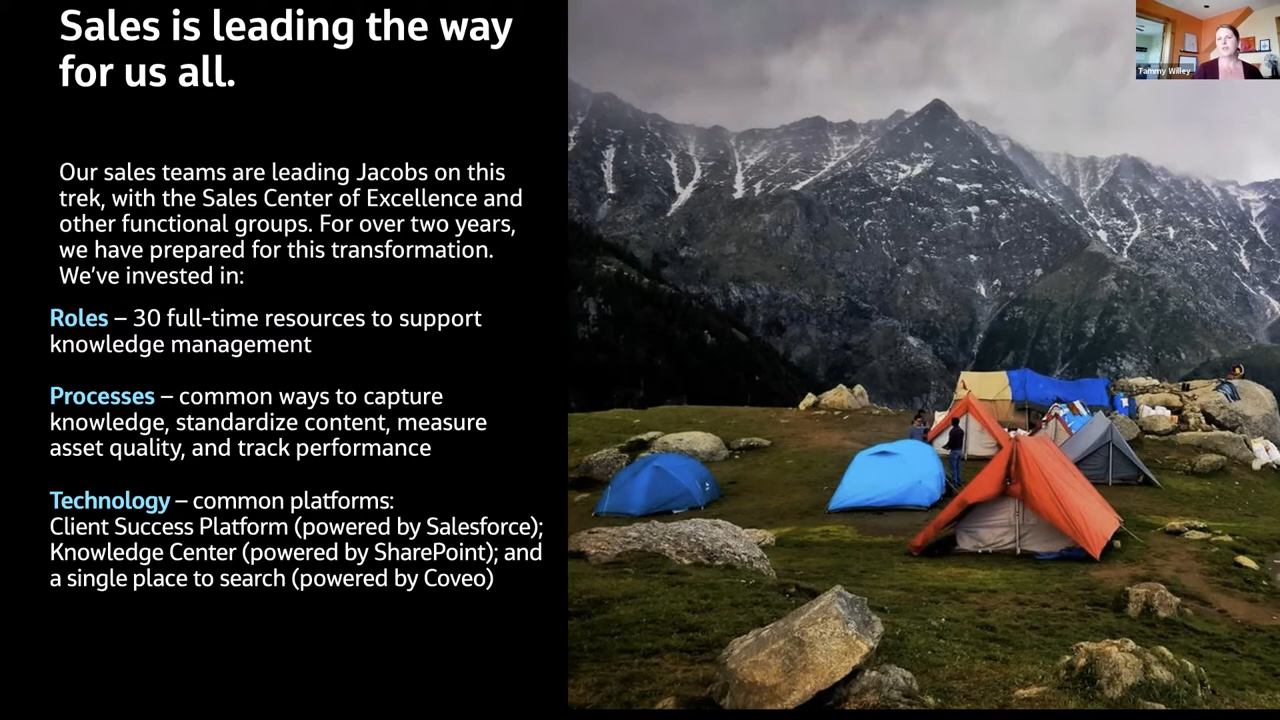 Sales is leading the way
for us all.
Our sales teams are leading Jacobs on this
trek, with the Sales Center of Excellence and
other functional groups. For over two years,
we have prepared for this transformation.
We’ve invested in:
Roles – 30 full-time resources to support
knowledge management
Processes – common ways to capture
knowledge, standardize content, measure
asset quality, and track performance
Technology – common platforms:
Client Success Platform (powered by Salesforce);
Knowledge Center (powered by SharePoint); and
a single place to search (powered by Coveo)
Tammy Willey